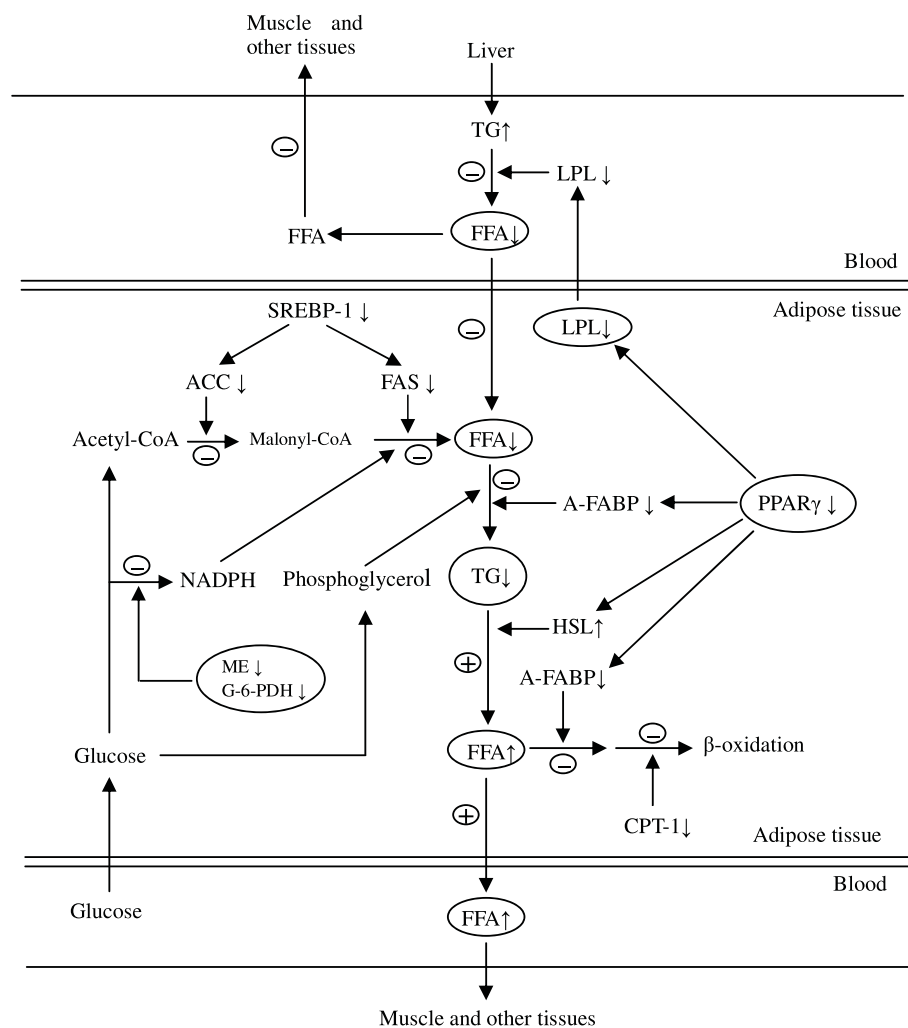 Muscle and
other tissues
Liver
TG↑
−
−
LPL ↓
FFA
FFA↓
Blood
Adipose tissue
SREBP-1 ↓
−
LPL↓
ACC ↓
FAS ↓
Acetyl-CoA
−
Malonyl-CoA
−
FFA↓
−
A-FABP ↓
PPARγ ↓
−
NADPH
Phosphoglycerol
TG↓
HSL↑
ME ↓
G-6-PDH ↓
+
A-FABP↓
Glucose
FFA↑
−
−
β-oxidation
+
CPT-1↓
Adipose tissue
Blood
Glucose
FFA↑
Muscle and other tissues